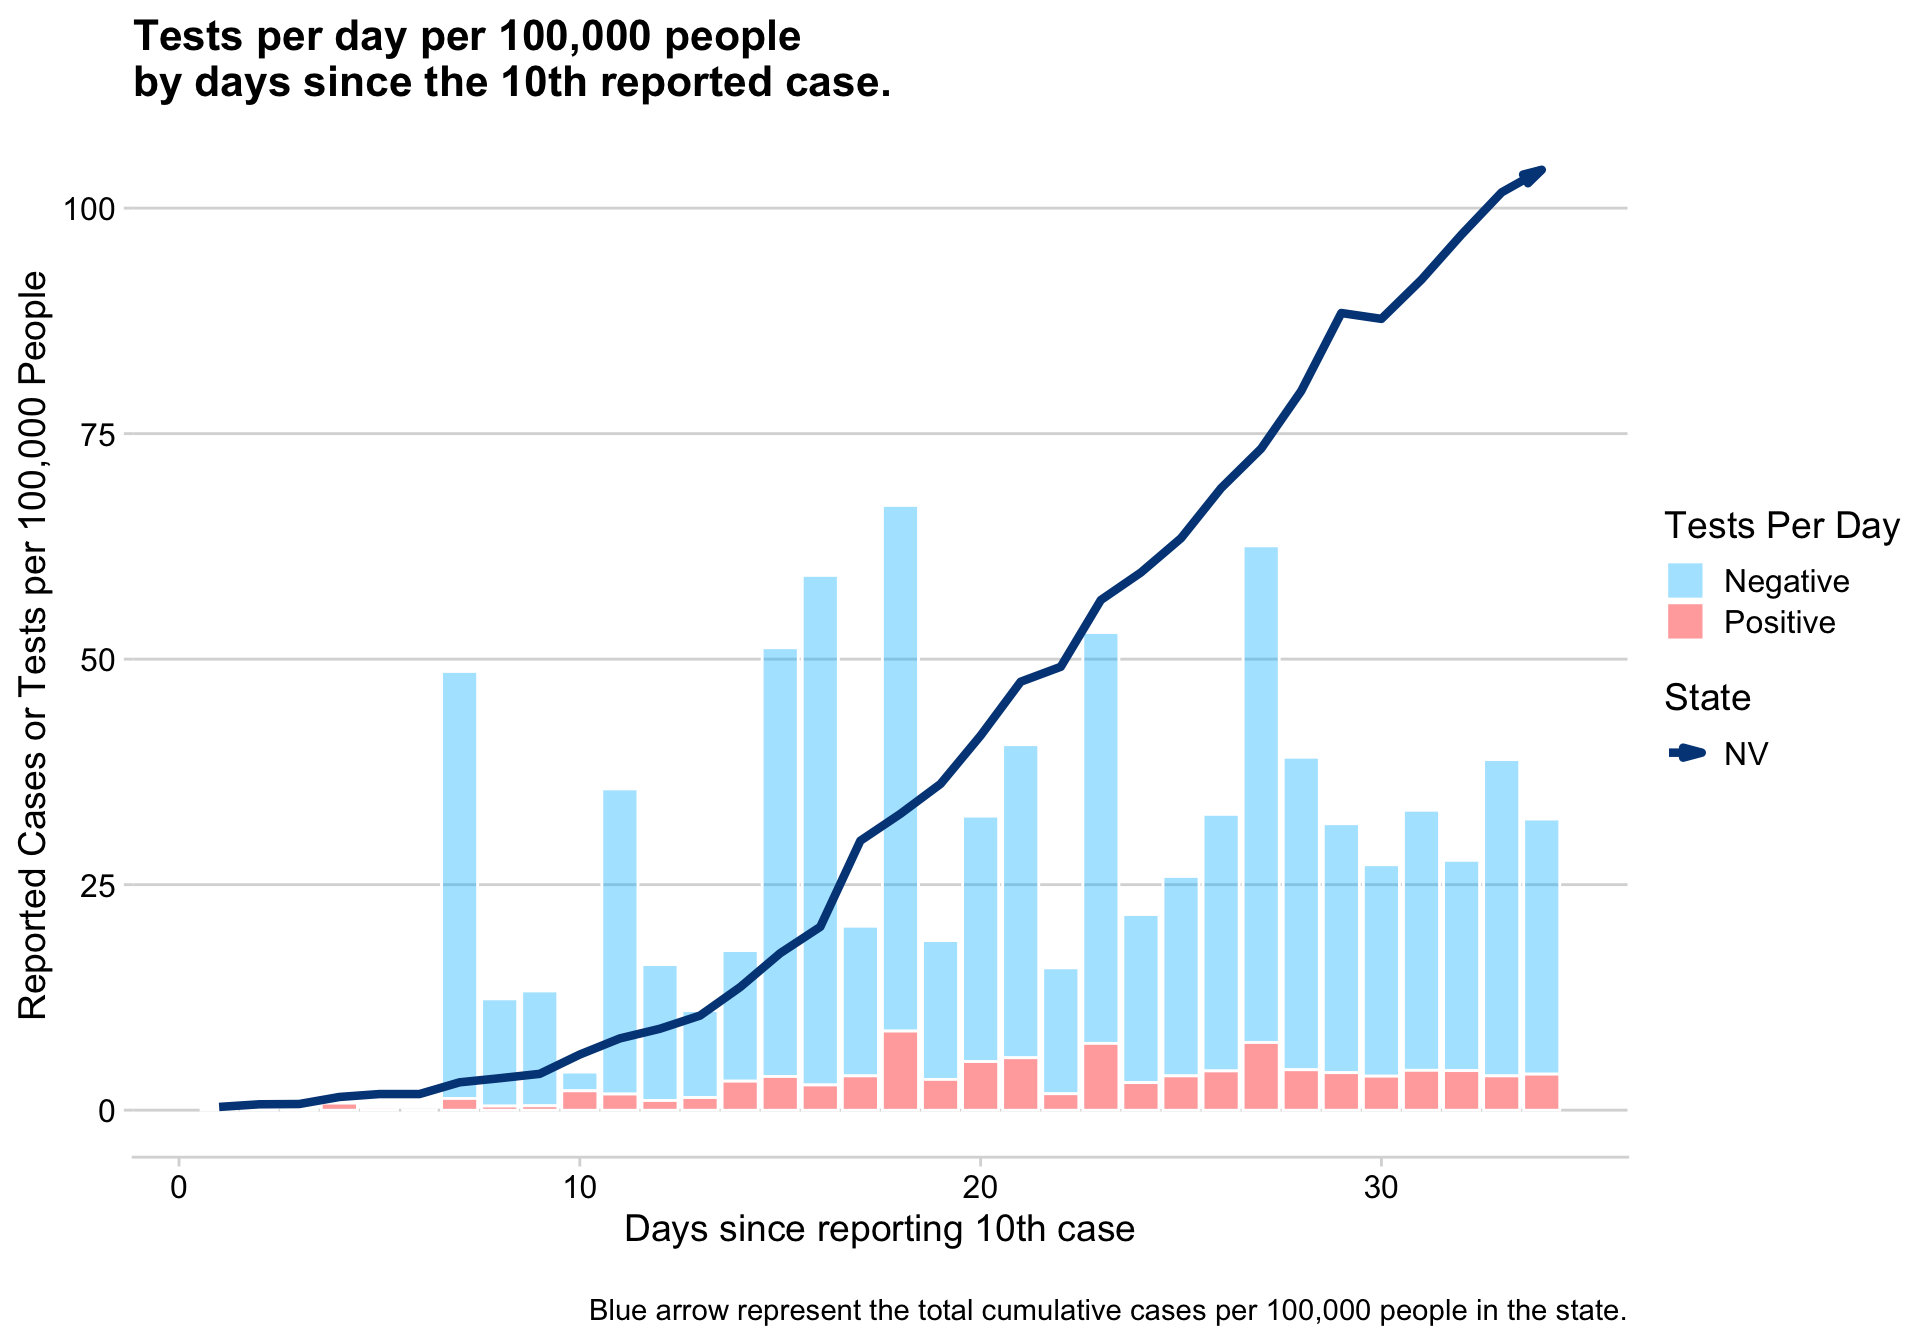 Tests per day per 100,000 people
by days since the 10th reported case.
Reported Cases or Tests per 100,000 People
100
75
50
25
0
0
10
20
30
Days since reporting 10th case
Tests Per Day
Negative
Positive
State
NV
Blue arrow represent the total cumulative cases per 100,000 people in the state.